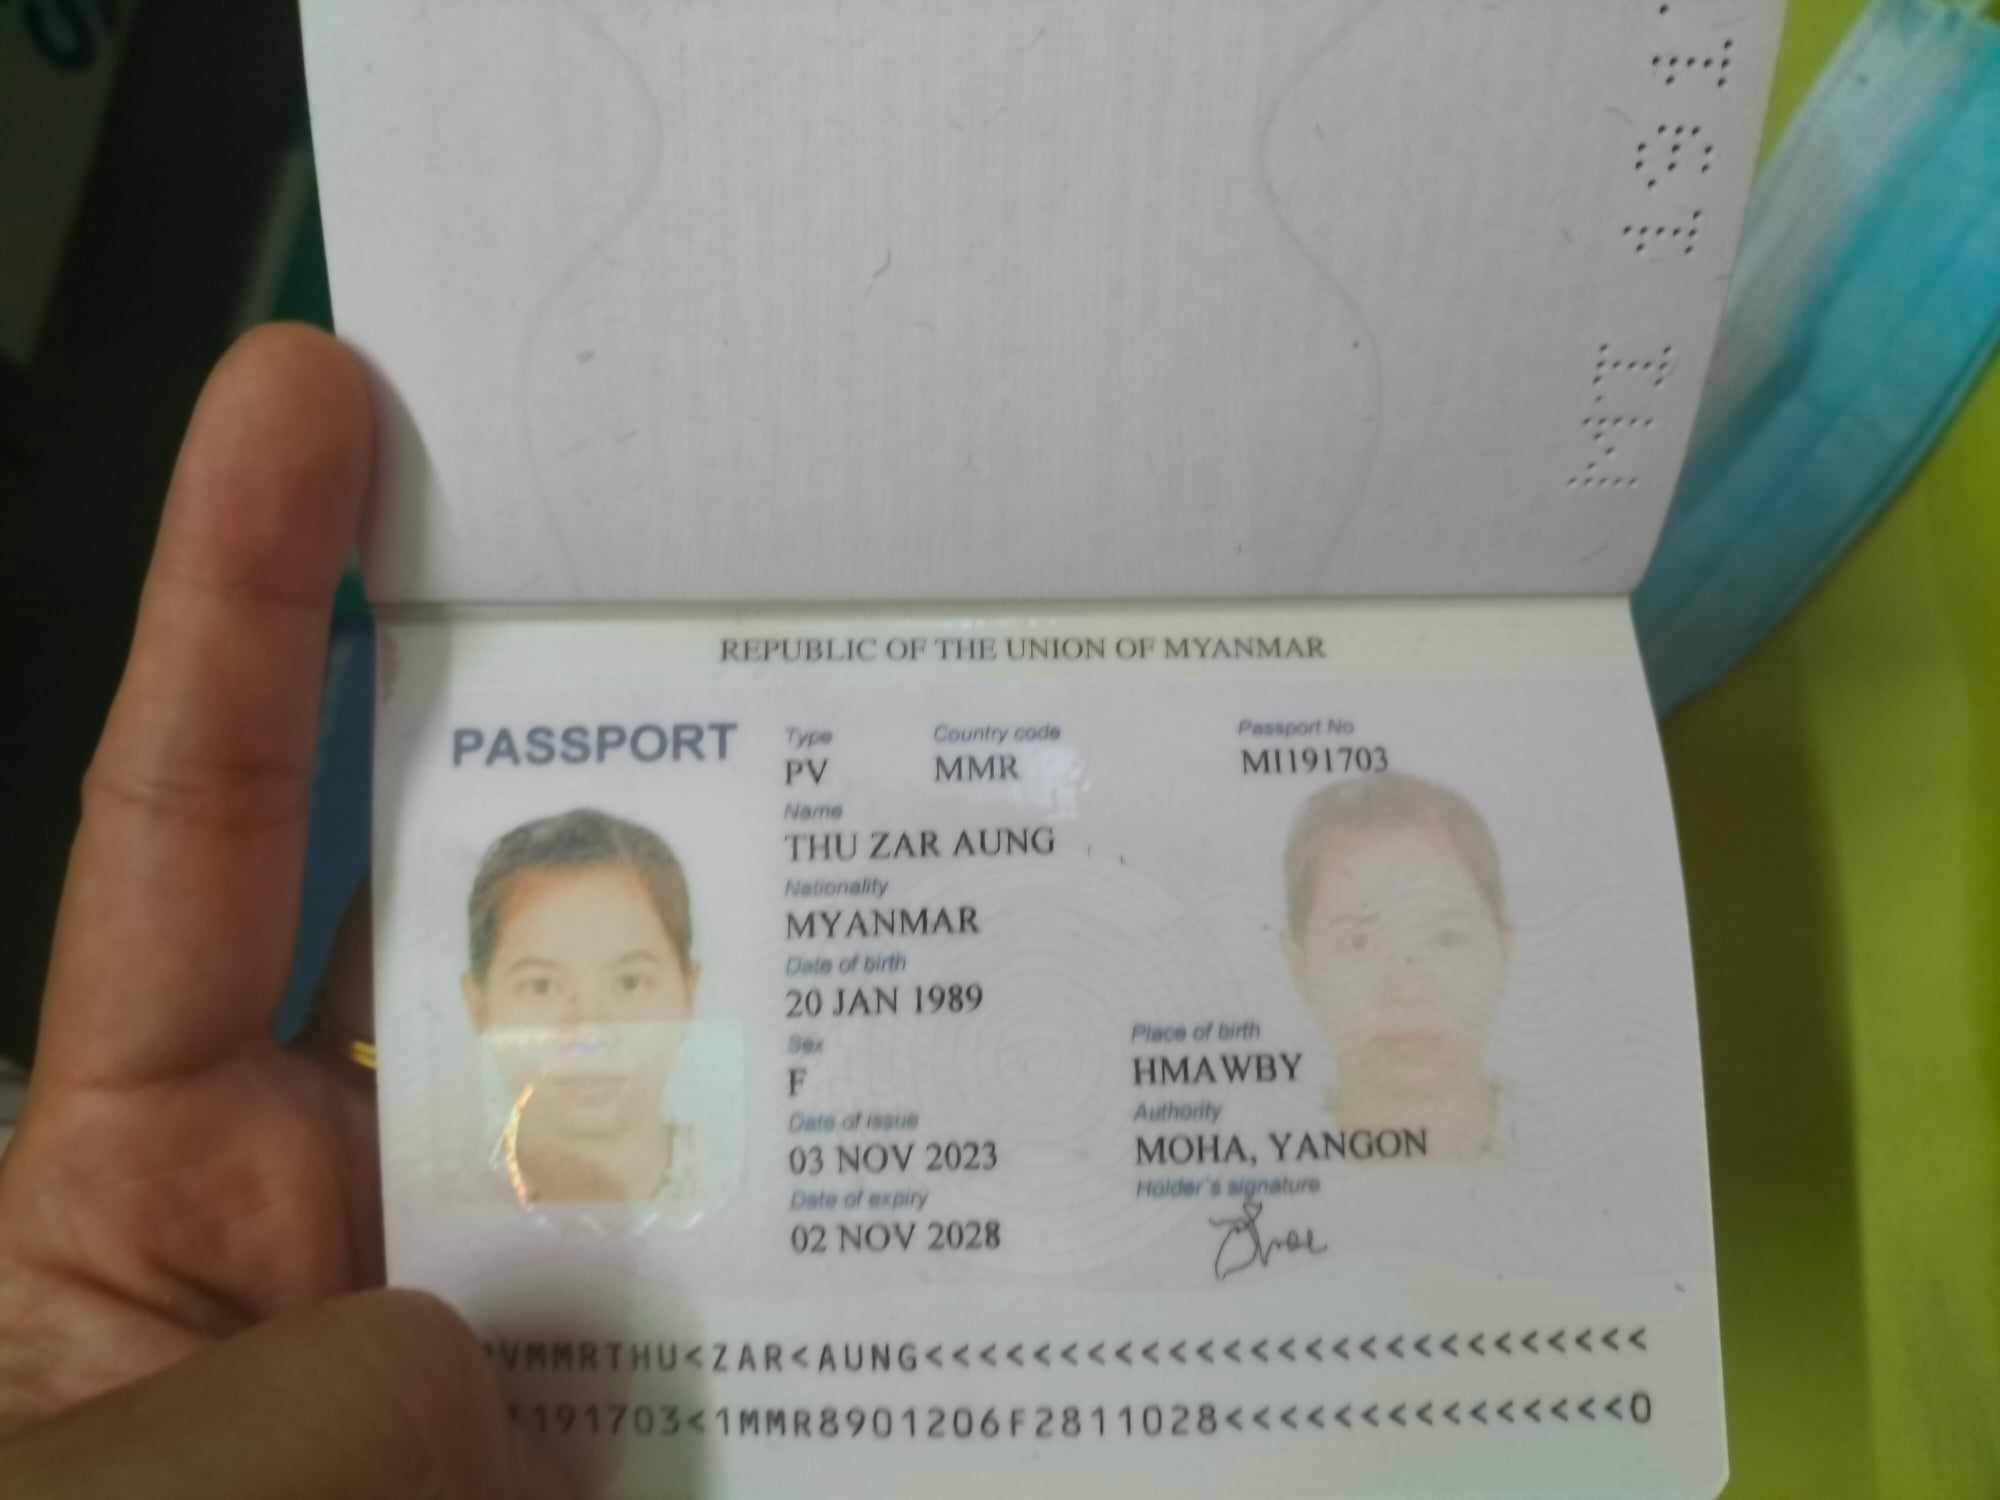 REPUBLIC OF THE UNION OF MYANMAR
PASSPORT
Type Country code Passport No
PV MMR MI191703
Name
THU ZAR AUNG
Nationality
MYANMAR
Date of birth
20 JAN 1989
Sex Place of birth
F HMAWBY
Date of issue Authority
03 NOV 2023 MOHA, YANGON
Date of expiry Holder's signature
02 NOV 2028
VMMRTHU<ZAR<AUNG<<<<<<<<<<<<<<<<<<<<<<<<<<<
191703<1MMR8901206F2811028<<<<<<<<<<<<<<<0